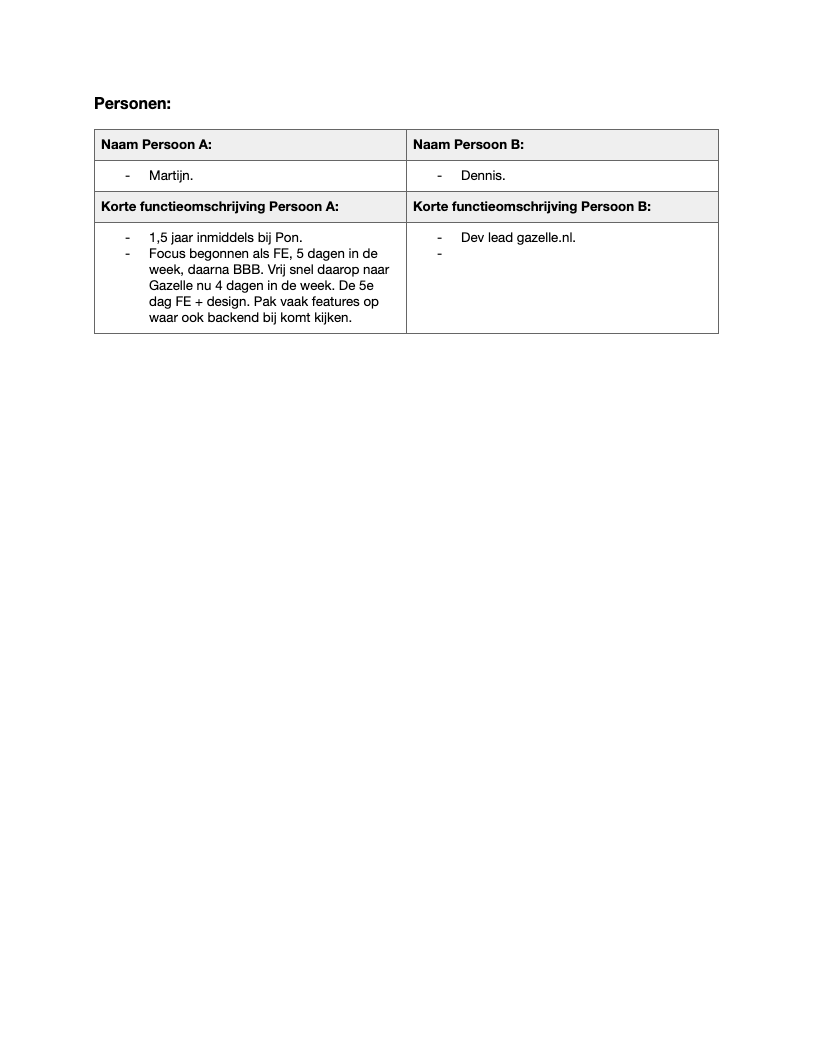 Personen:
Naam Persoon A:
Naam Persoon B:
- Martijn.
- Dennis.
Korte functieomschrijving Persoon A:
Korte functieomschrijving Persoon B:
- 1,5 jaar inmiddels bij Pon.
- Focus begonnen als FE, 5 dagen in de
week, daarna BBB. Vrij snel daarop naar
Gazelle nu 4 dagen in de week. De 5e
dag FE + design. Pak vaak features op
waar ook backend bij komt kijken.
- Dev lead gazelle.nl.
-